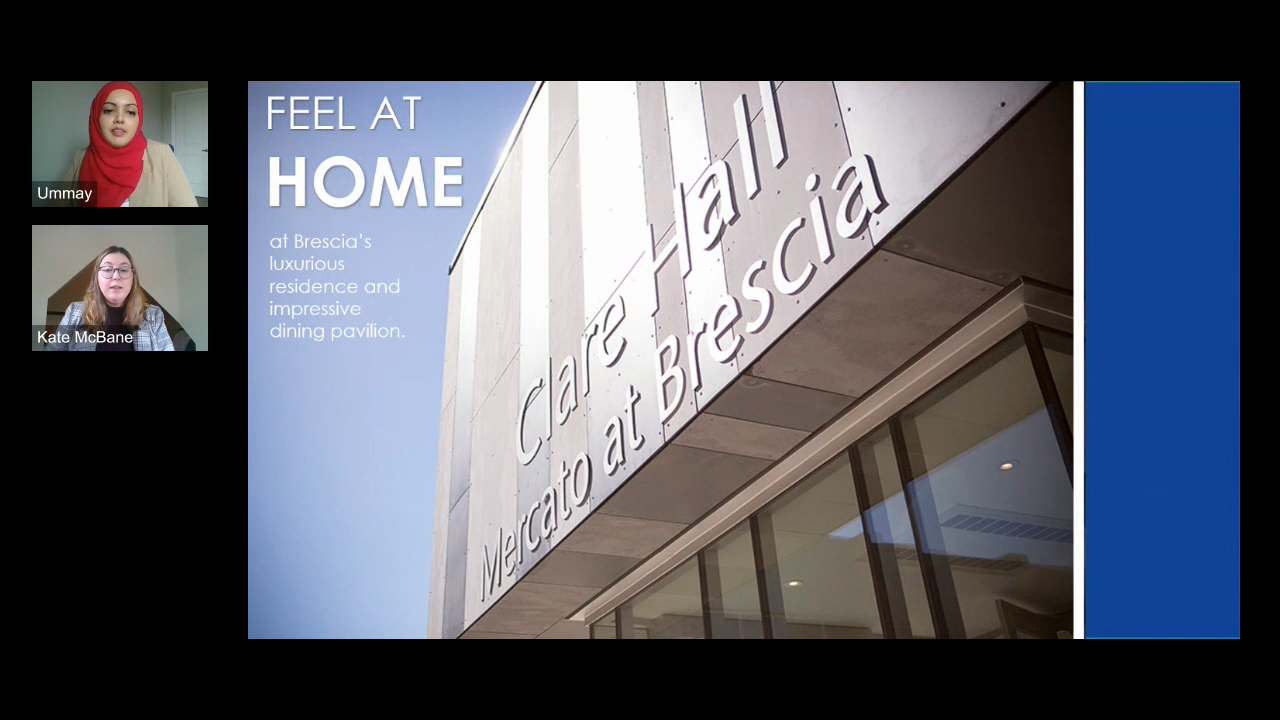 Ummay
Kate McBane
FEEL AT
HOME
at Brescia's
luxurious
residence and
impressive
dining pavilion.
Clare Hall
Mercato at Brescia